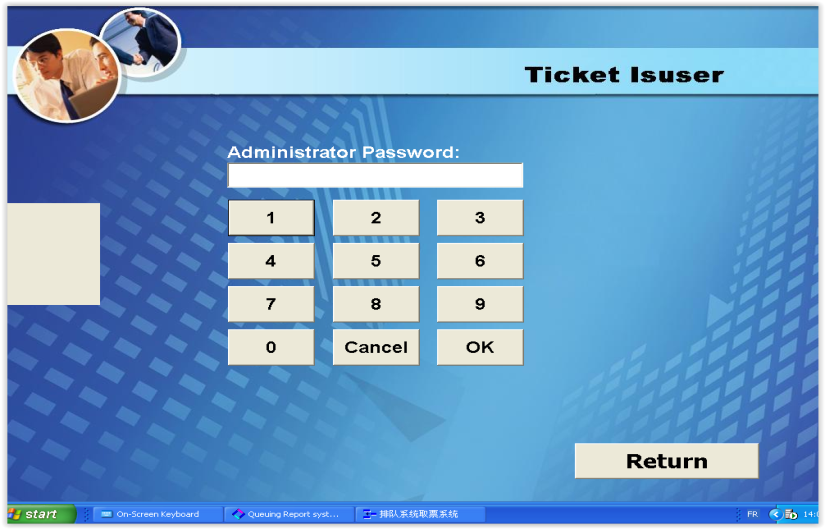 Ticket Isuser
Administrator Password:
1 2 3
4 5 6
7 8 9
0 Cancel OK
Return
start On-Screen Keyboard Queuing Report syst... 排队系统取票系统 FR